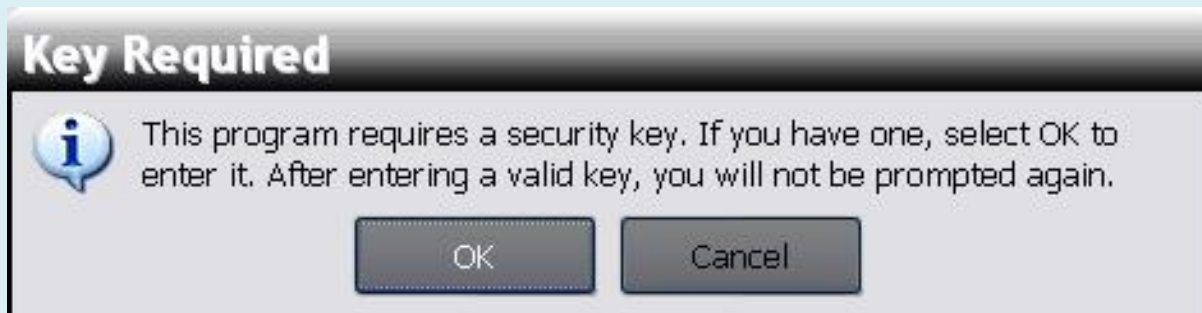 Key Required
This program requires a security key. If you have one, select OK to
enter it. After entering a valid key, you will not be prompted again.
OK
Cancel